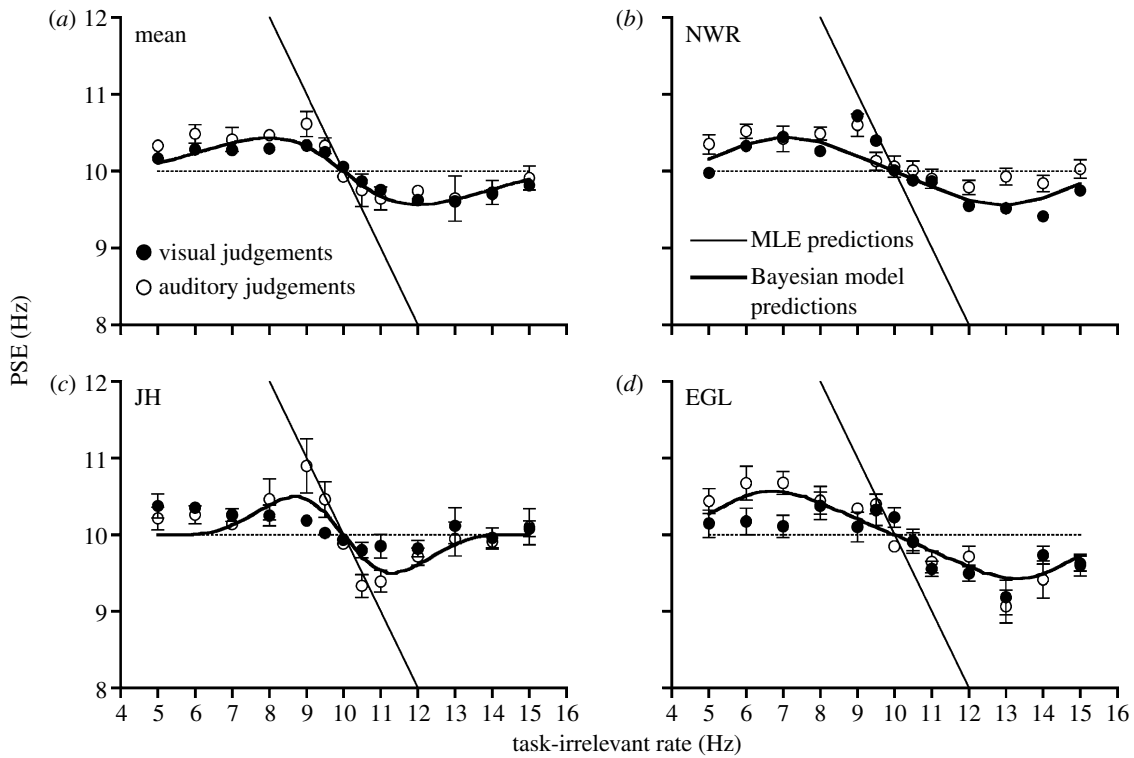 (a)
12
11
10
9
8
mean
visual judgements
auditory judgements
(b)
NWR
MLE predictions
Bayesian model
predictions
PSE (Hz)
(c)
12
11
10
9
8
JH
4 5 6 7 8 9 10 11 12 13 14 15 16
(d)
EGL
4 5 6 7 8 9 10 11 12 13 14 15 16
task-irrelevant rate (Hz)